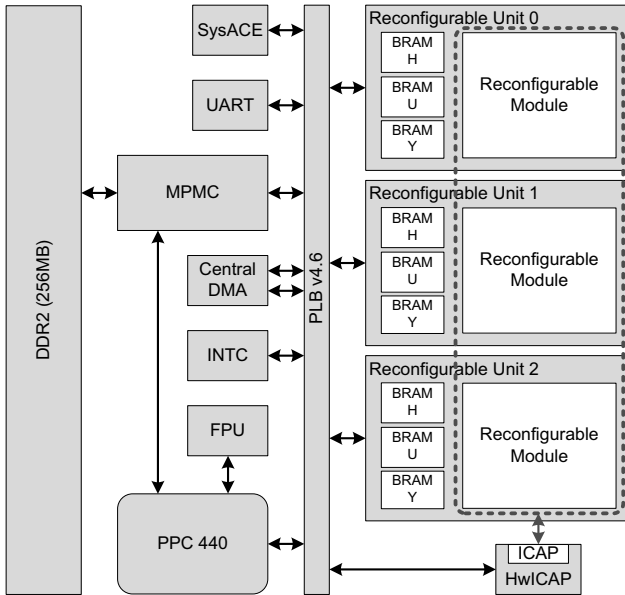 DDR2 (256MB)
SysACE
UART
MPMC
Central
DMA
INTC
FPU
PPC 440
PLB v4.6
Reconfigurable Unit 0
BRAM
H
BRAM
U
BRAM
Y
Reconfigurable
Module
Reconfigurable Unit 1
BRAM
H
BRAM
U
BRAM
Y
Reconfigurable
Module
Reconfigurable Unit 2
BRAM
H
BRAM
U
BRAM
Y
Reconfigurable
Module
ICAP
HwICAP